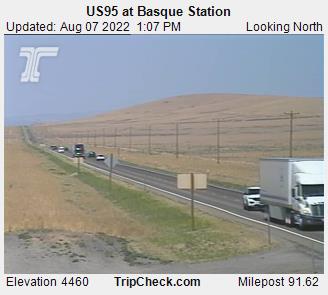 US95 at Basque Station
Updated: Aug 07 2022 1:07 PM Looking North
Elevation 4460 TripCheck.com Milepost 91.62